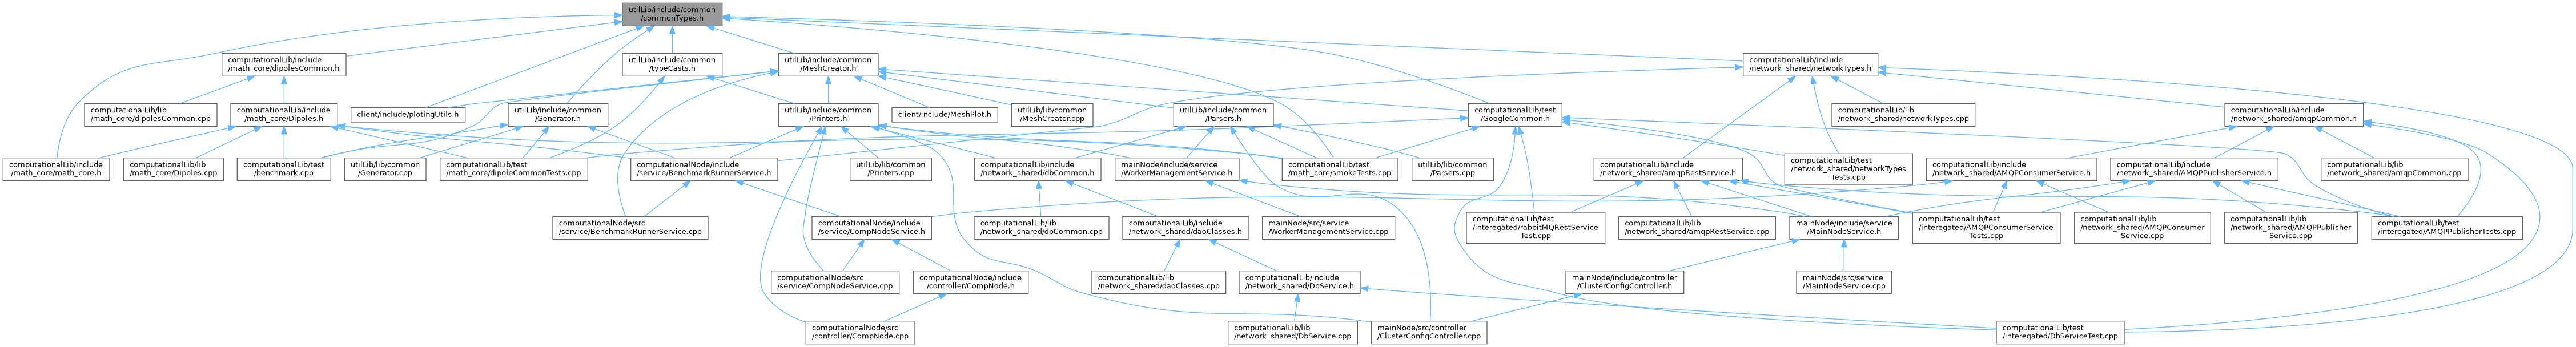 utilLib/include/common
/commonTypes.h
computationalLib/include
/math_core/dipolesCommon.h
utilLib/include/common
/typeCasts.h
utilLib/include/common
/MeshCreator.h
computationalLib/include
/network_shared/networkTypes.h
computationalLib/lib
/math_core/dipolesCommon.cpp
computationalLib/include
/math_core/Dipoles.h
client/include/plotingUtils.h
utilLib/include/common
/Generator.h
utilLib/include/common
/Printers.h
client/include/MeshPlot.h
utilLib/lib/common
/MeshCreator.cpp
utilLib/include/common
/Parsers.h
computationalLib/test
/GoogleCommon.h
computationalLib/lib
/network_shared/networkTypes.cpp
computationalLib/include
/network_shared/amqpCommon.h
computationalLib/include
/math_core/math_core.h
computationalLib/lib
/math_core/Dipoles.cpp
computationalLib/test
/benchmark.cpp
utilLib/lib/common
/Generator.cpp
computationalLib/test
/math_core/dipoleCommonTests.cpp
computationalNode/include
/service/BenchmarkRunnerService.h
utilLib/lib/common
/Printers.cpp
computationalLib/include
/network_shared/dbCommon.h
mainNode/include/service
/WorkerManagementService.h
computationalLib/test
/math_core/smokeTests.cpp
utilLib/lib/common
/Parsers.cpp
computationalLib/include
/network_shared/amqpRestService.h
computationalLib/test
/network_shared/networkTypes
Tests.cpp
computationalLib/include
/network_shared/AMQPConsumerService.h
computationalLib/include
/network_shared/AMQPPublisherService.h
computationalLib/lib
/network_shared/amqpCommon.cpp
computationalNode/src
/service/BenchmarkRunnerService.cpp
computationalNode/include
/service/CompNodeService.h
computationalLib/lib
/network_shared/dbCommon.cpp
computationalLib/include
/network_shared/daoClasses.h
mainNode/src/service
/WorkerManagementService.cpp
computationalLib/test
/interegated/rabbitMQRestService
Test.cpp
computationalLib/lib
/network_shared/amqpRestService.cpp
mainNode/include/service
/MainNodeService.h
computationalLib/test
/interegated/AMQPConsumerService
Tests.cpp
computationalLib/lib
/network_shared/AMQPConsumer
Service.cpp
computationalLib/lib
/network_shared/AMQPPublisher
Service.cpp
computationalLib/test
/interegated/AMQPPublisherTests.cpp
computationalNode/src
/service/CompNodeService.cpp
computationalNode/include
/controller/CompNode.h
computationalLib/lib
/network_shared/daoClasses.cpp
computationalLib/include
/network_shared/DbService.h
mainNode/include/controller
/ClusterConfigController.h
mainNode/src/service
/MainNodeService.cpp
computationalNode/src
/controller/CompNode.cpp
computationalLib/lib
/network_shared/DbService.cpp
mainNode/src/controller
/ClusterConfigController.cpp
computationalLib/test
/interegated/DbServiceTest.cpp